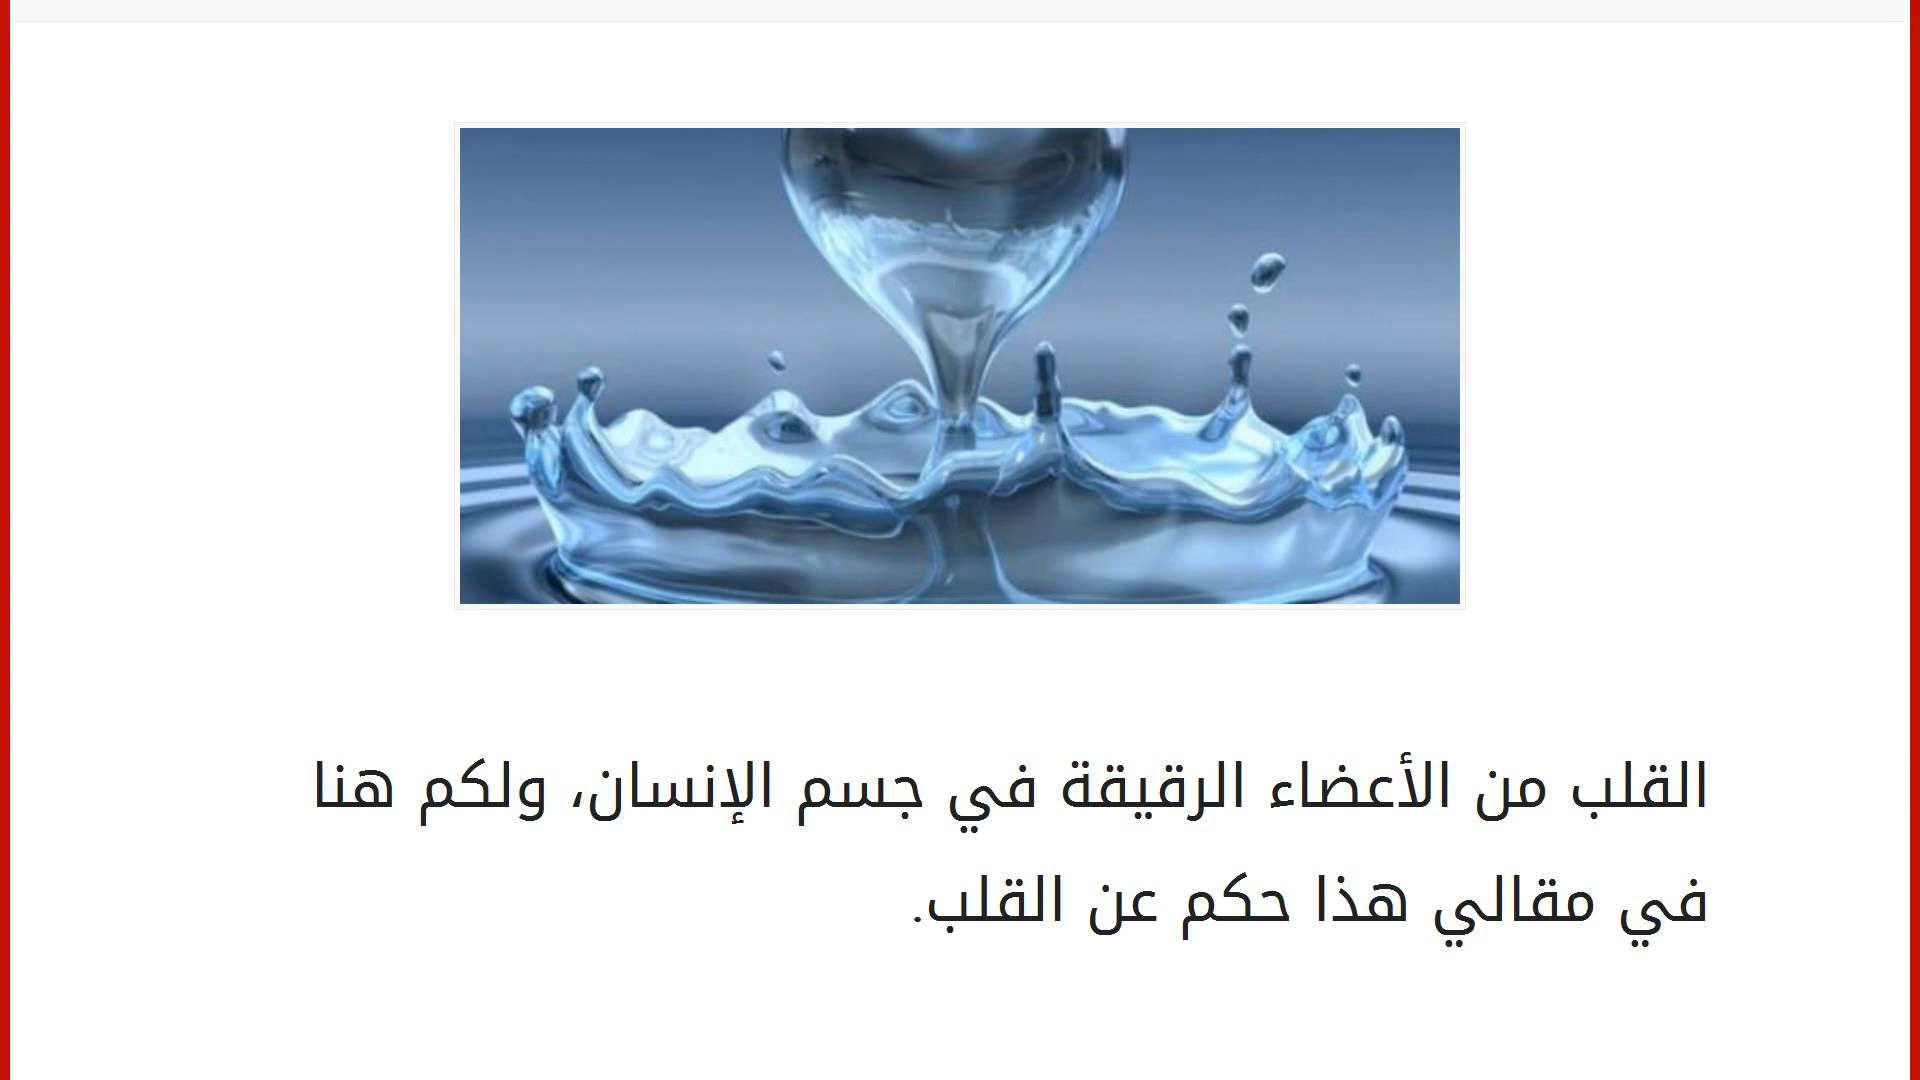 القلب من الأعضاء الرقيقة في جسم الإنسان، ولكم هنا
في مقالي هذا حكم عن القلب.